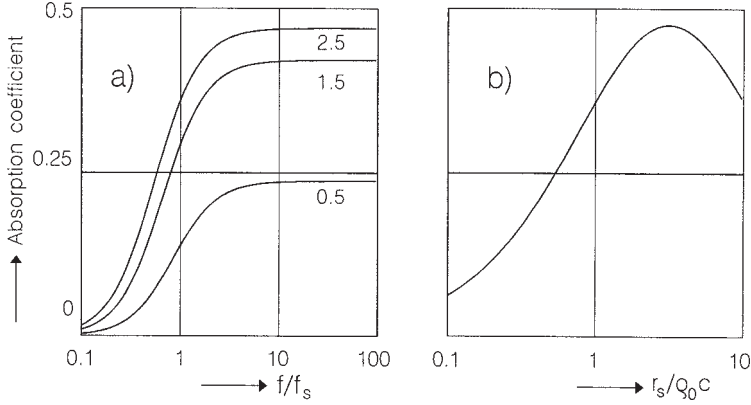 0.5
0.25
0
Absorption coefficient
a)
2.5
1.5
0.5
0.1
1
10
100
f/fₛ
b)
0.1
1
10
rₛ/ϱ₀c